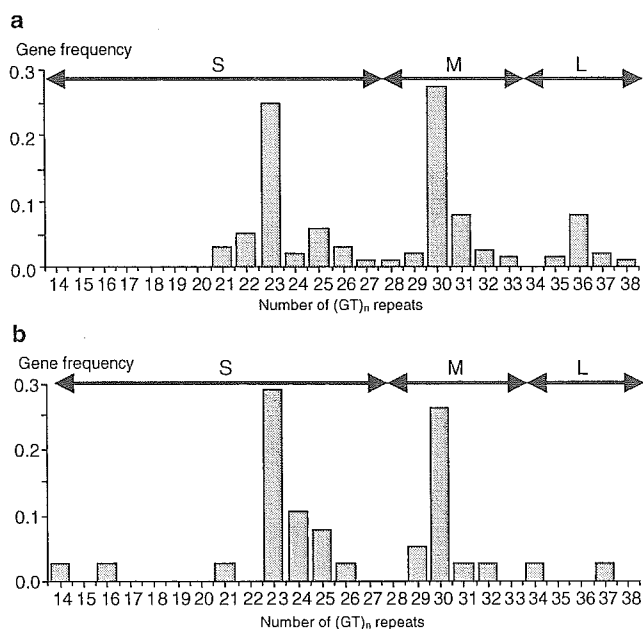 a
Gene frequency
S M L
0.3
0.2
0.1
0.0
14 15 16 17 18 19 20 21 22 23 24 25 26 27 28 29 30 31 32 33 34 35 36 37 38
Number of (GT)n repeats
b
Gene frequency
S M L
0.3
0.2
0.1
0.0
14 15 16 17 18 19 20 21 22 23 24 25 26 27 28 29 30 31 32 33 34 35 36 37 38
Number of (GT)n repeats